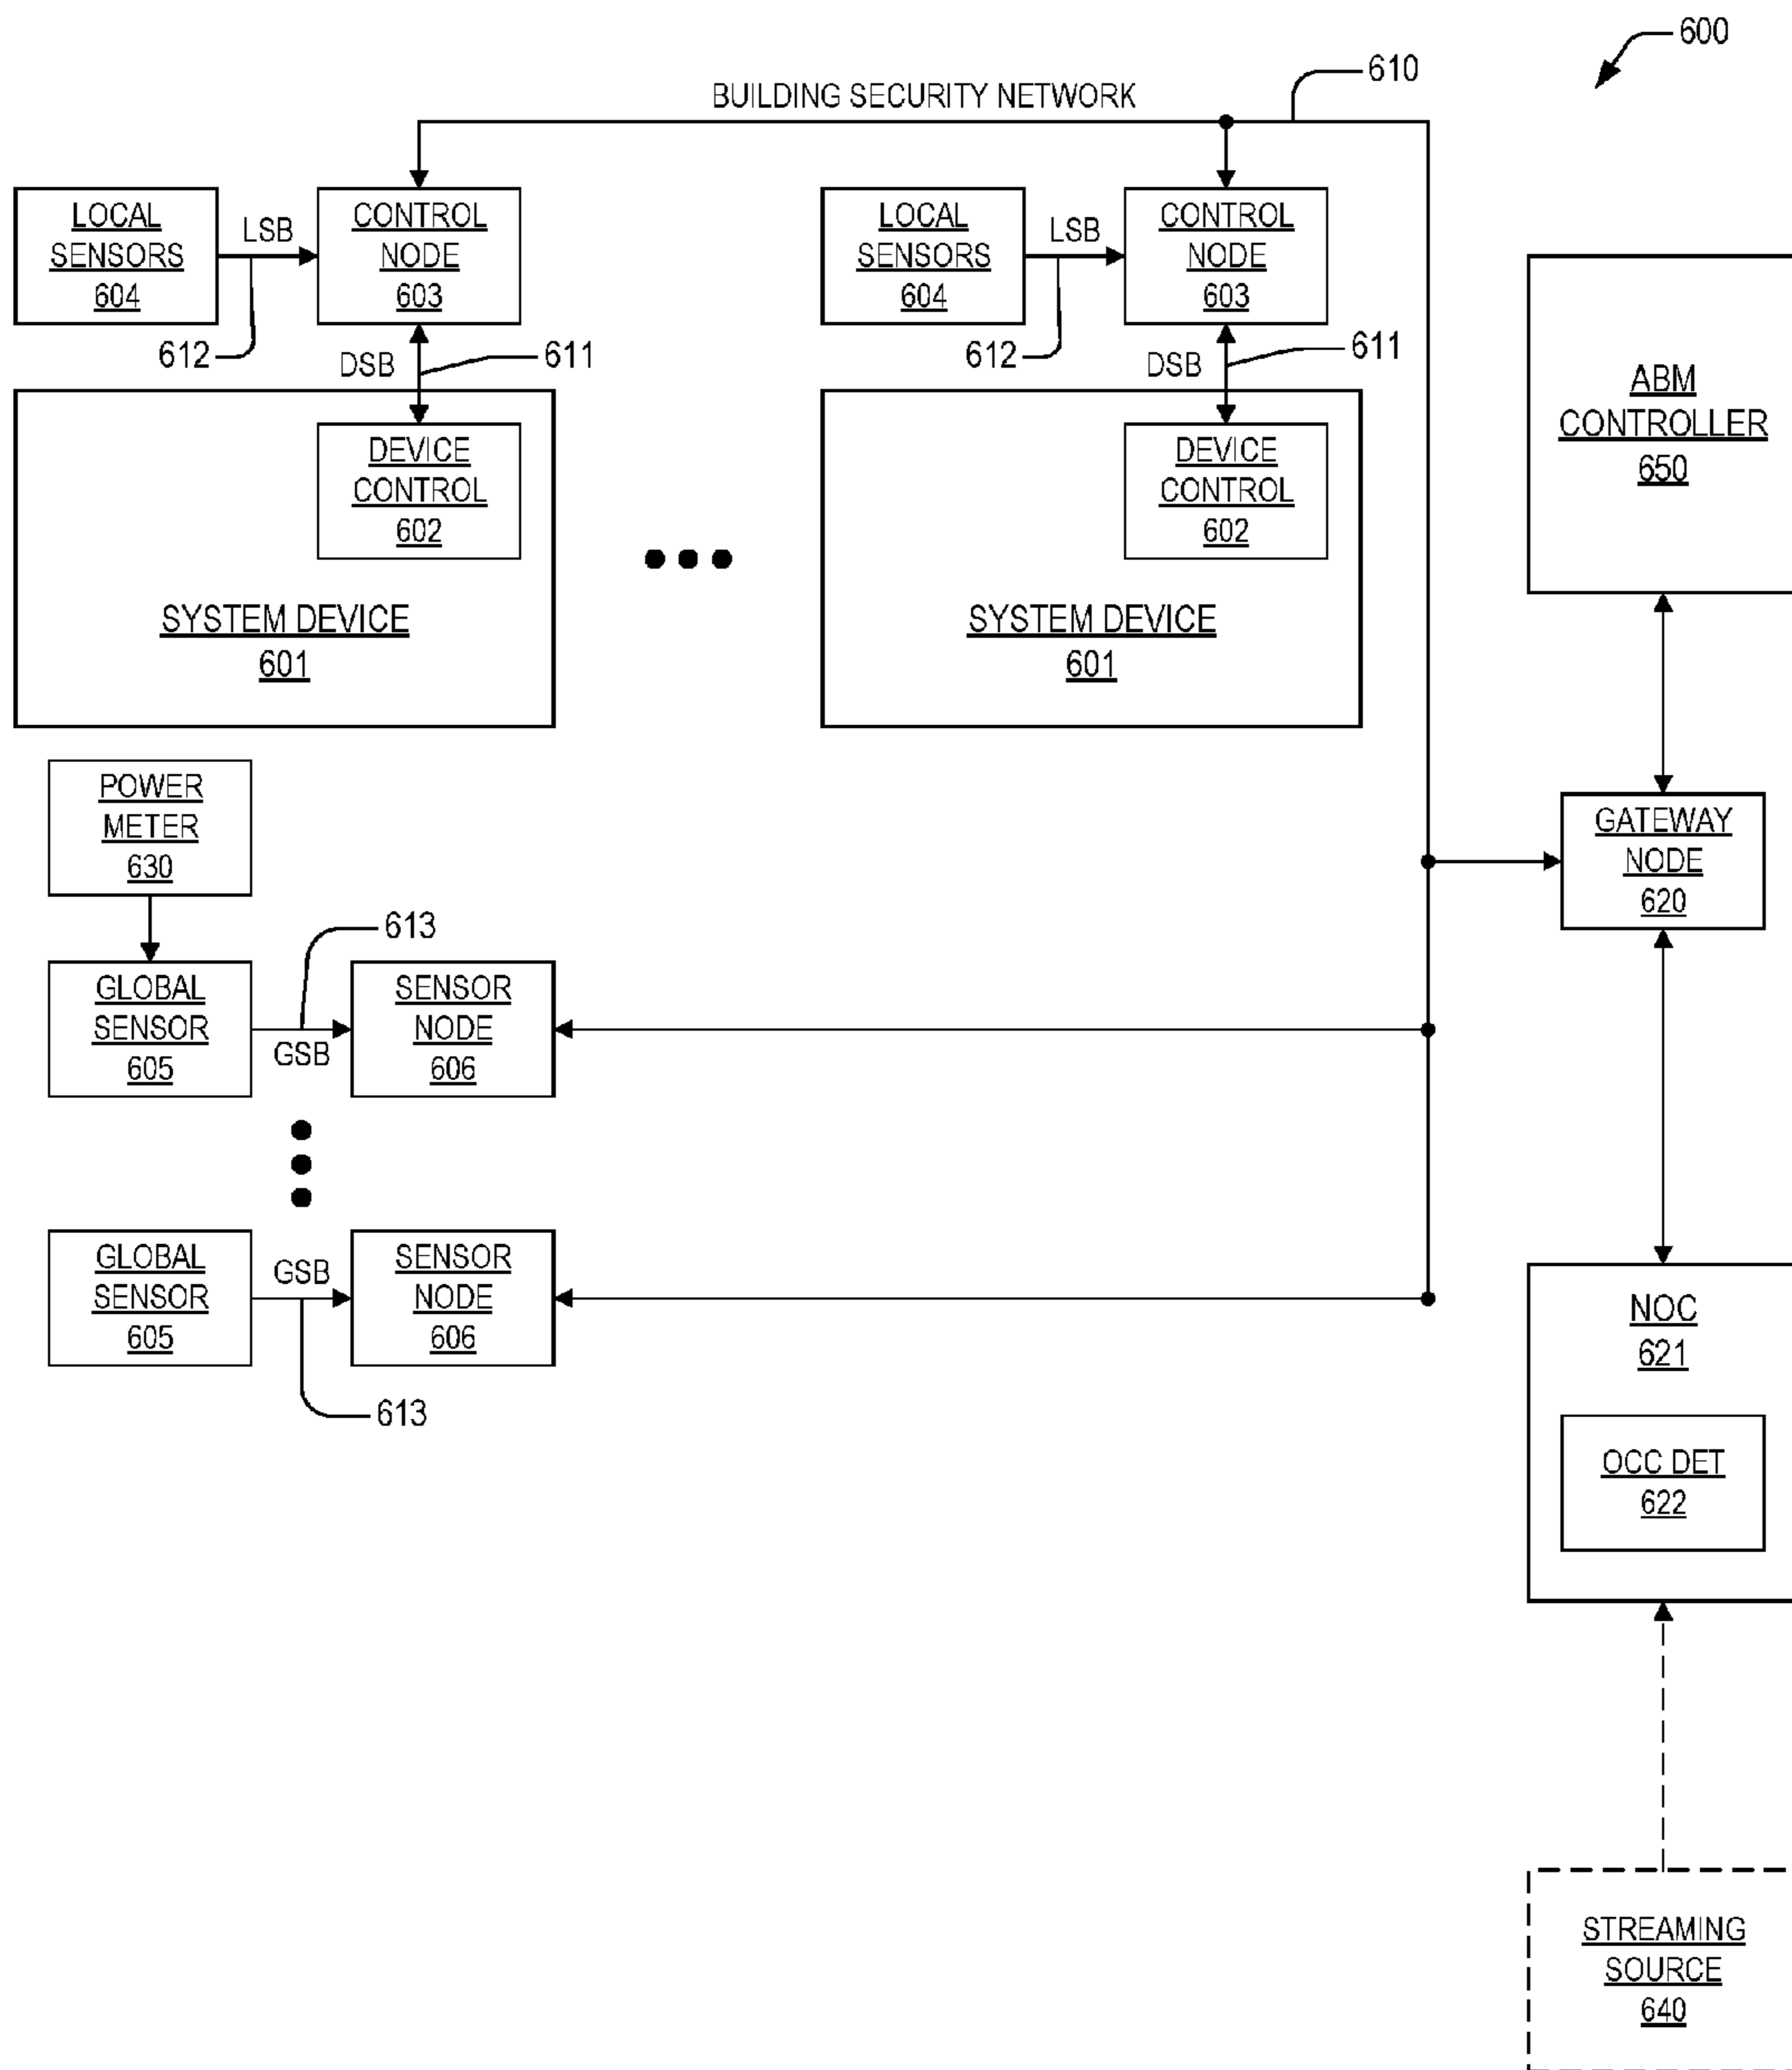 600
610
BUILDING SECURITY NETWORK
LOCAL
SENSORS
604
LSB
CONTROL
NODE
603
LOCAL
SENSORS
604
LSB
CONTROL
NODE
603
612
DSB
611
612
DSB
611
ABM
CONTROLLER
650
DEVICE
CONTROL
602
SYSTEM DEVICE
601
DEVICE
CONTROL
602
SYSTEM DEVICE
601
POWER
METER
630
GATEWAY
NODE
620
613
GLOBAL
SENSOR
605
GSB
SENSOR
NODE
606
GLOBAL
SENSOR
605
GSB
SENSOR
NODE
606
613
NOC
621
OCC DET
622
STREAMING
SOURCE
640